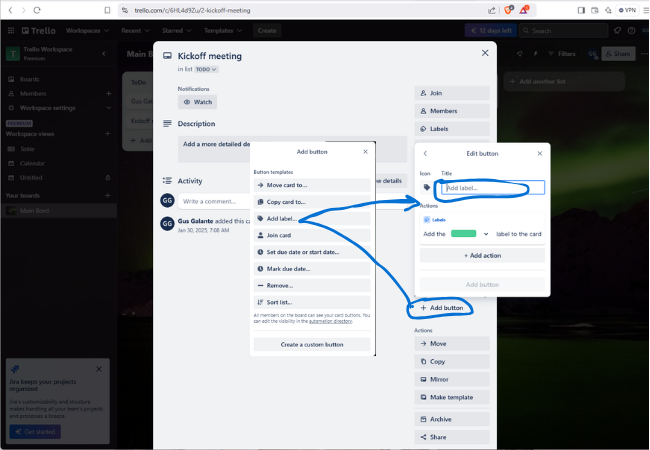 trello.com/c/6HL4d9Zu/2-kickoff-meeting
VPN
Trello
Workspaces
Recent
Starred
Templates
Create
12 days left
Search
T
Trello Workspace
Premium
Boards
Members
Workspace settings
PREMIUM
Workspace views
Table
Calendar
Untitled
Your boards
Main Bord
Main B
Filters
GG
Share
ToDo
Gus Gala
Kickoff m
+ Add
+ Add another list
Kickoff meeting
in list TODO
Notifications
Watch
Description
Add a more detailed de
Activity
w details
GG
Write a comment...
GG
Gus Galante added this ca
Jan 30, 2025, 7:08 AM
Join
Members
Labels
Add button
Button templates
Move card to...
Copy card to...
Add label...
Join card
Set due date or start date...
Mark due date...
Remove...
Sort list...
All members on the board can see your card buttons. You
can edit the visibility in the automation directory.
Create a custom button
Edit button
Icon
Title
Add label...
Actions
Labels
Add the
label to the card
+ Add action
Add button
+ Add button
Actions
Move
Copy
Mirror
Make template
Archive
Share
Jira keeps your projects
organised
Jira's customizability and structure
makes handling all your team's
projects and processes a breeze.
Get started